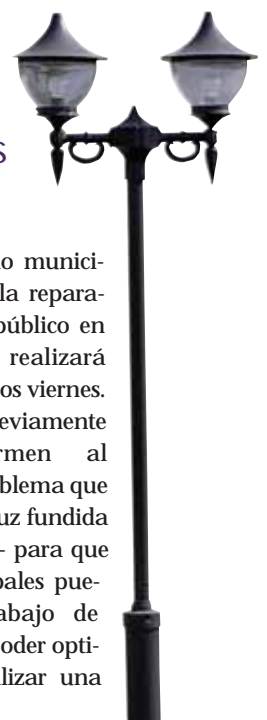 s
o munici-
la repara-
público en
realizará
os viernes.
eviamente
rmen al
blema que
uz fundida
– para que
pales pue-
abajo de
oder opti-
lizar una